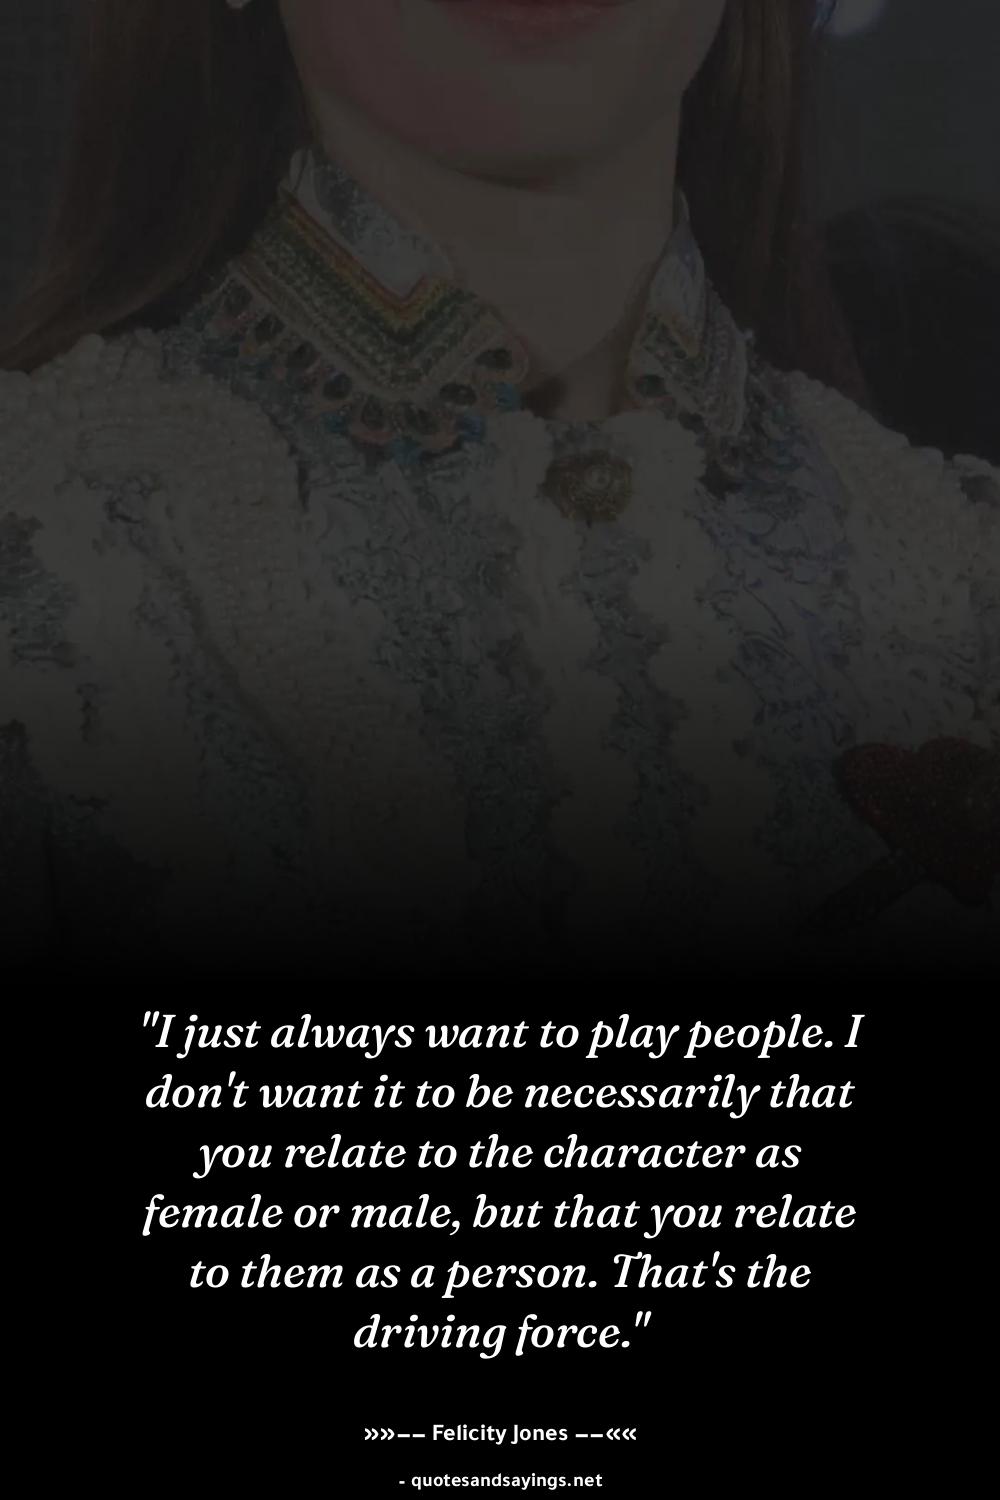 "I just always want to play people. I
don't want it to be necessarily that
you relate to the character as
female or male, but that you relate
to them as a person. That's the
driving force."
»»−− Felicity Jones −−««
- quotesandsayings.net